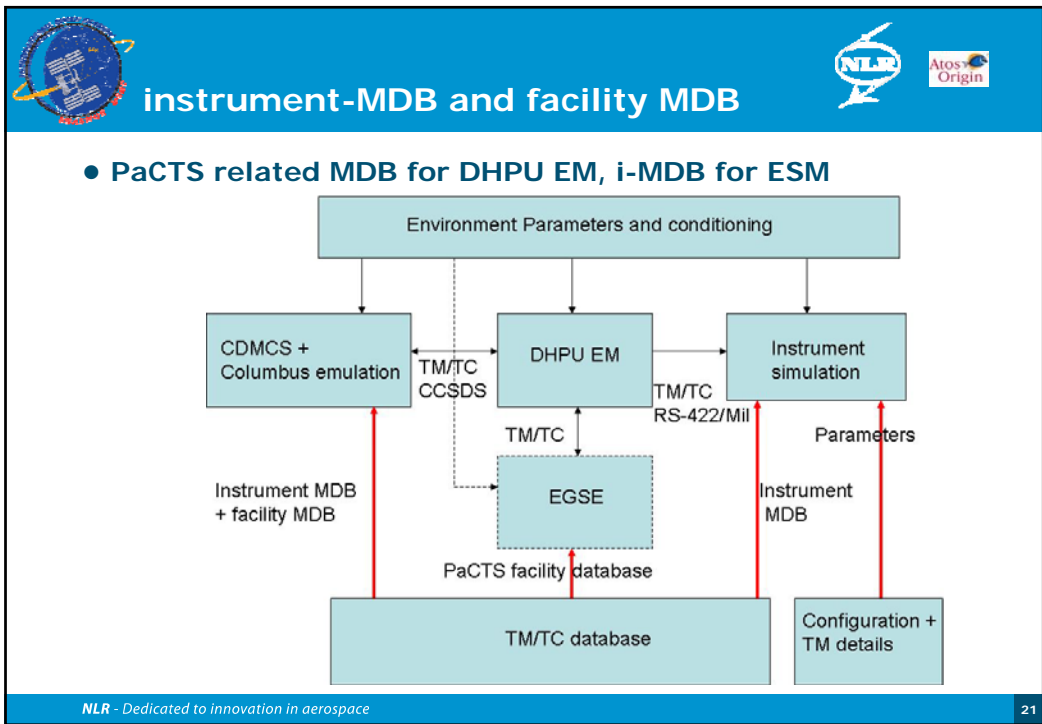 instrument-MDB and facility MDB
NLR
Atos
Origin
● PaCTS related MDB for DHPU EM, i-MDB for ESM
Environment Parameters and conditioning
CDMCS +
Columbus emulation
TM/TC
CCSDS
DHPU EM
TM/TC
RS-422/Mil
Instrument
simulation
TM/TC
Parameters
EGSE
Instrument MDB
+ facility MDB
Instrument
MDB
PaCTS facility database
TM/TC database
Configuration +
TM details
NLR - Dedicated to innovation in aerospace
21